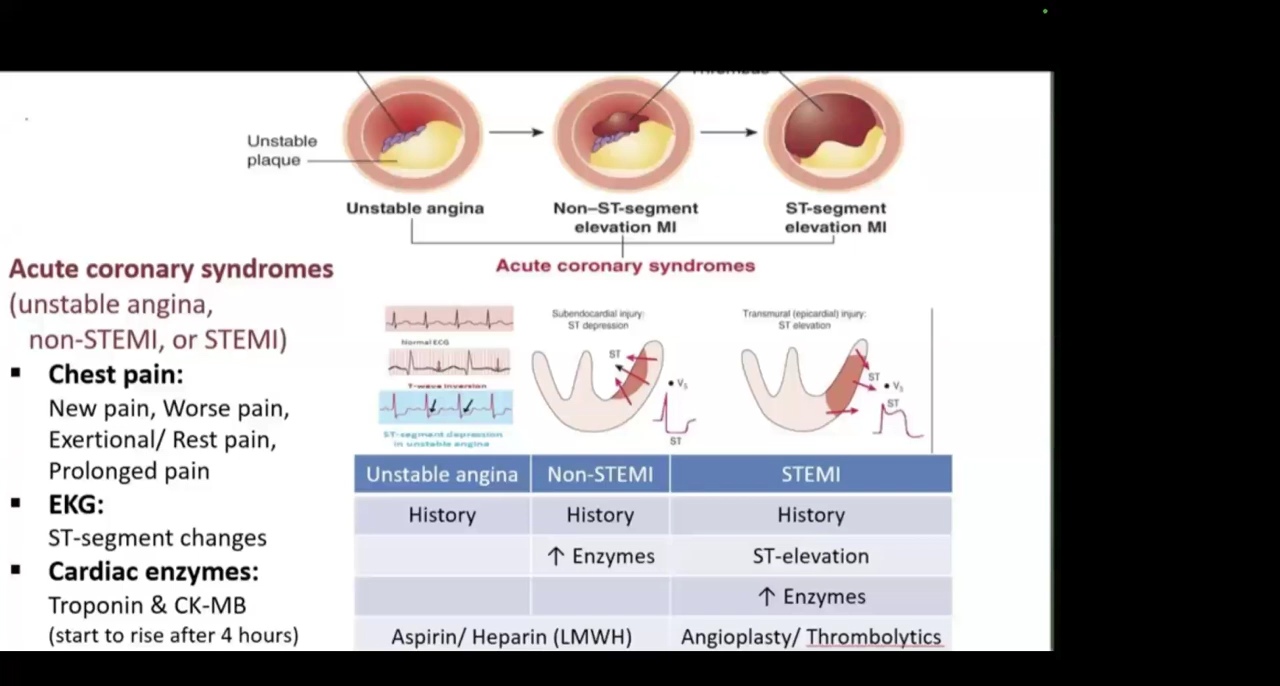 Thrombus
Unstable
plaque
Unstable angina
Non–ST-segment
elevation MI
ST-segment
elevation MI
Acute coronary syndromes
Acute coronary syndromes
(unstable angina,
non-STEMI, or STEMI)
▪ Chest pain:
New pain, Worse pain,
Exertional/ Rest pain,
Prolonged pain
▪ EKG:
ST-segment changes
▪ Cardiac enzymes:
Troponin & CK-MB
(start to rise after 4 hours)
Normal ECG
T-wave inversion
ST-segment depression
in unstable angina
Subendocardial injury:
ST depression
ST
V5
ST
Transmural (epicardial) injury:
ST elevation
ST
V5
ST
Unstable angina Non-STEMI STEMI
History History History
↑ Enzymes ST-elevation
↑ Enzymes
Aspirin/ Heparin (LMWH) Angioplasty/ Thrombolytics